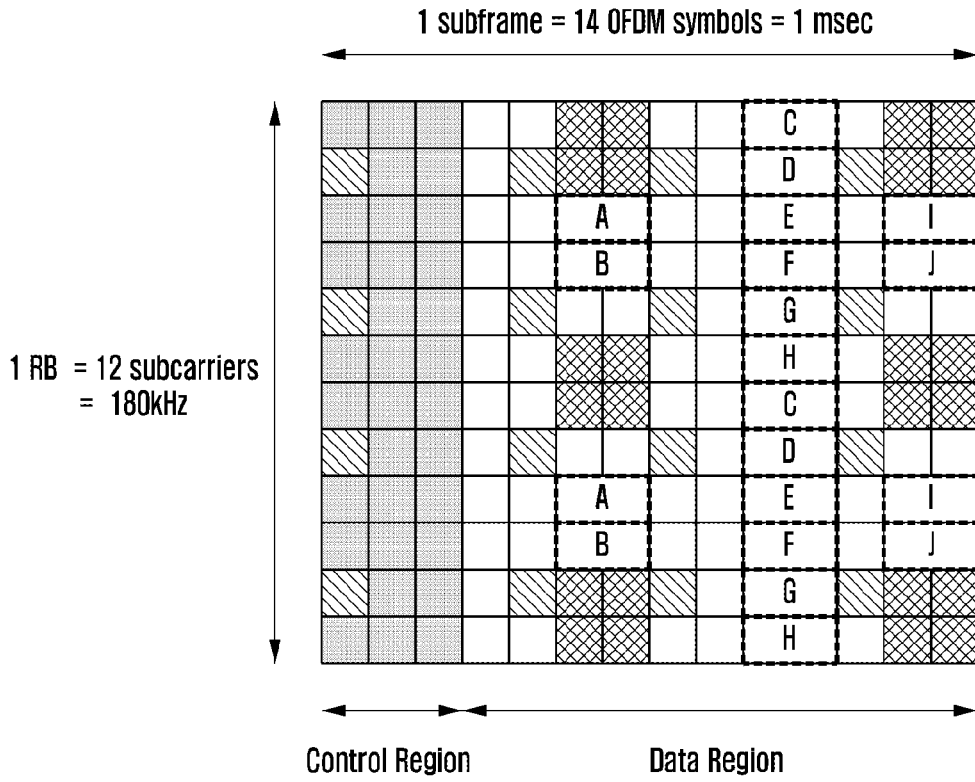 1 subframe = 14 OFDM symbols = 1 msec
C
D
A E I
B F J
G
1 RB = 12 subcarriers
= 180kHz
H
C
D
A E I
B F J
G
H
Control Region Data Region